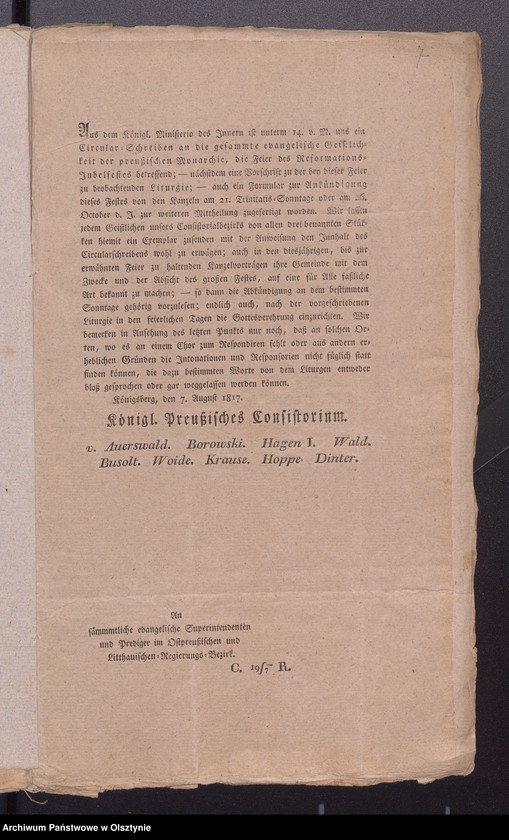 7
Aus dem Königl. Ministerio des Innern ist unterm 14. v. M. uns ein
Circular-Schreiben an die gesammte evangelische Geistlich-
keit der preußischen Monarchie, die Feier des Reformations-
Jubelfestes betreffend; — nächstdem eine Vorschrift zu der bey dieser Feier
zu beobachtenden Liturgie; — auch ein Formular zur Ankündigung
dieses Festes von den Kanzeln am 21. Trinitatis-Sonntage oder am 26.
October d. J. zur weiteren Mittheilung zugefertigt worden. Wir lassen
jedem Geistlichen unsers Consistorialbezirks von allen drei benannten Stük-
ken hiemit ein Exemplar zusenden mit der Anweisung den Innhalt des
Circularschreibens wohl zu erwägen; auch in den diesjährigen, bis zur
erwähnten Feier zu haltenden Kanzelvorträgen ihre Gemeinde mit dem
Zwecke und der Absicht des großen Festes, auf eine für Alle faßliche
Art bekannt zu machen; — so dann die Abkündigung an dem bestimmten
Sonntage gehörig vorzulesen; endlich auch, nach der vorgeschriebenen
Liturgie in den feierlichen Tagen die Gottesverehrung einzurichten. Wir
bemerken in Ansehung des letzten Punkts nur noch, daß an solchen Or-
ten, wo es an einem Chor zum Respondiren fehlt oder aus andern er-
heblichen Gründen die Intonationen und Responsorien nicht füglich statt
finden können, die dazu bestimmten Worte von dem Liturgen entweder
bloß gesprochen oder gar weggelassen werden können.
Königsberg, den 7. August 1817.
Königl. Preußisches Consistorium.
v. Auerswald. Borowski. Hagen I. Wald.
Busolt. Woide. Krause. Hoppe. Dinter.
An
sämmmtliche evangelische Superintendenten
und Prediger im Ostpreußischen und
Litthauischen-Regierungs-Bezirk.
C. 19/7 R.
Archiwum Państwowe w Olsztynie